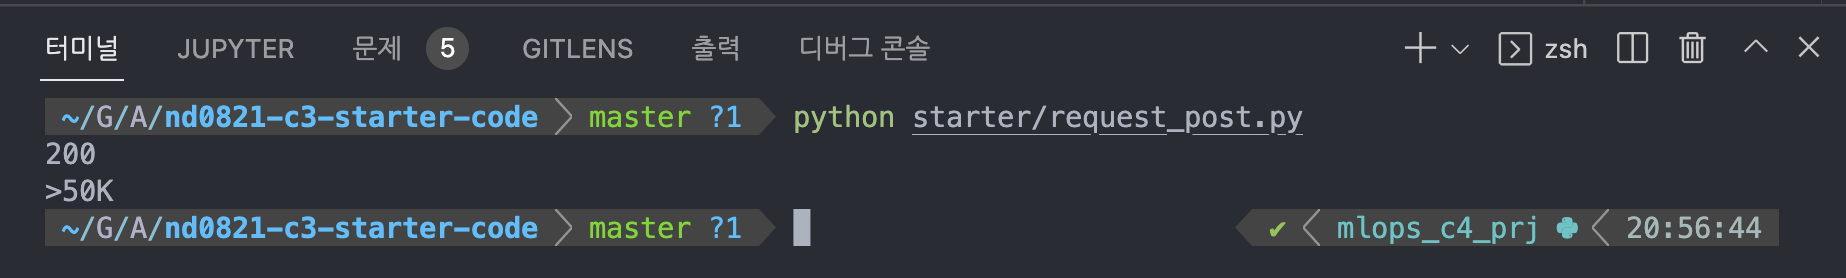 터미널 JUPYTER 문제 5 GITLENS 출력 디버그 콘솔 zsh
~/G/A/nd0821-c3-starter-code master ?1 python starter/request_post.py
200
>50K
~/G/A/nd0821-c3-starter-code master ?1 ✔ mlops_c4_prj 20:56:44